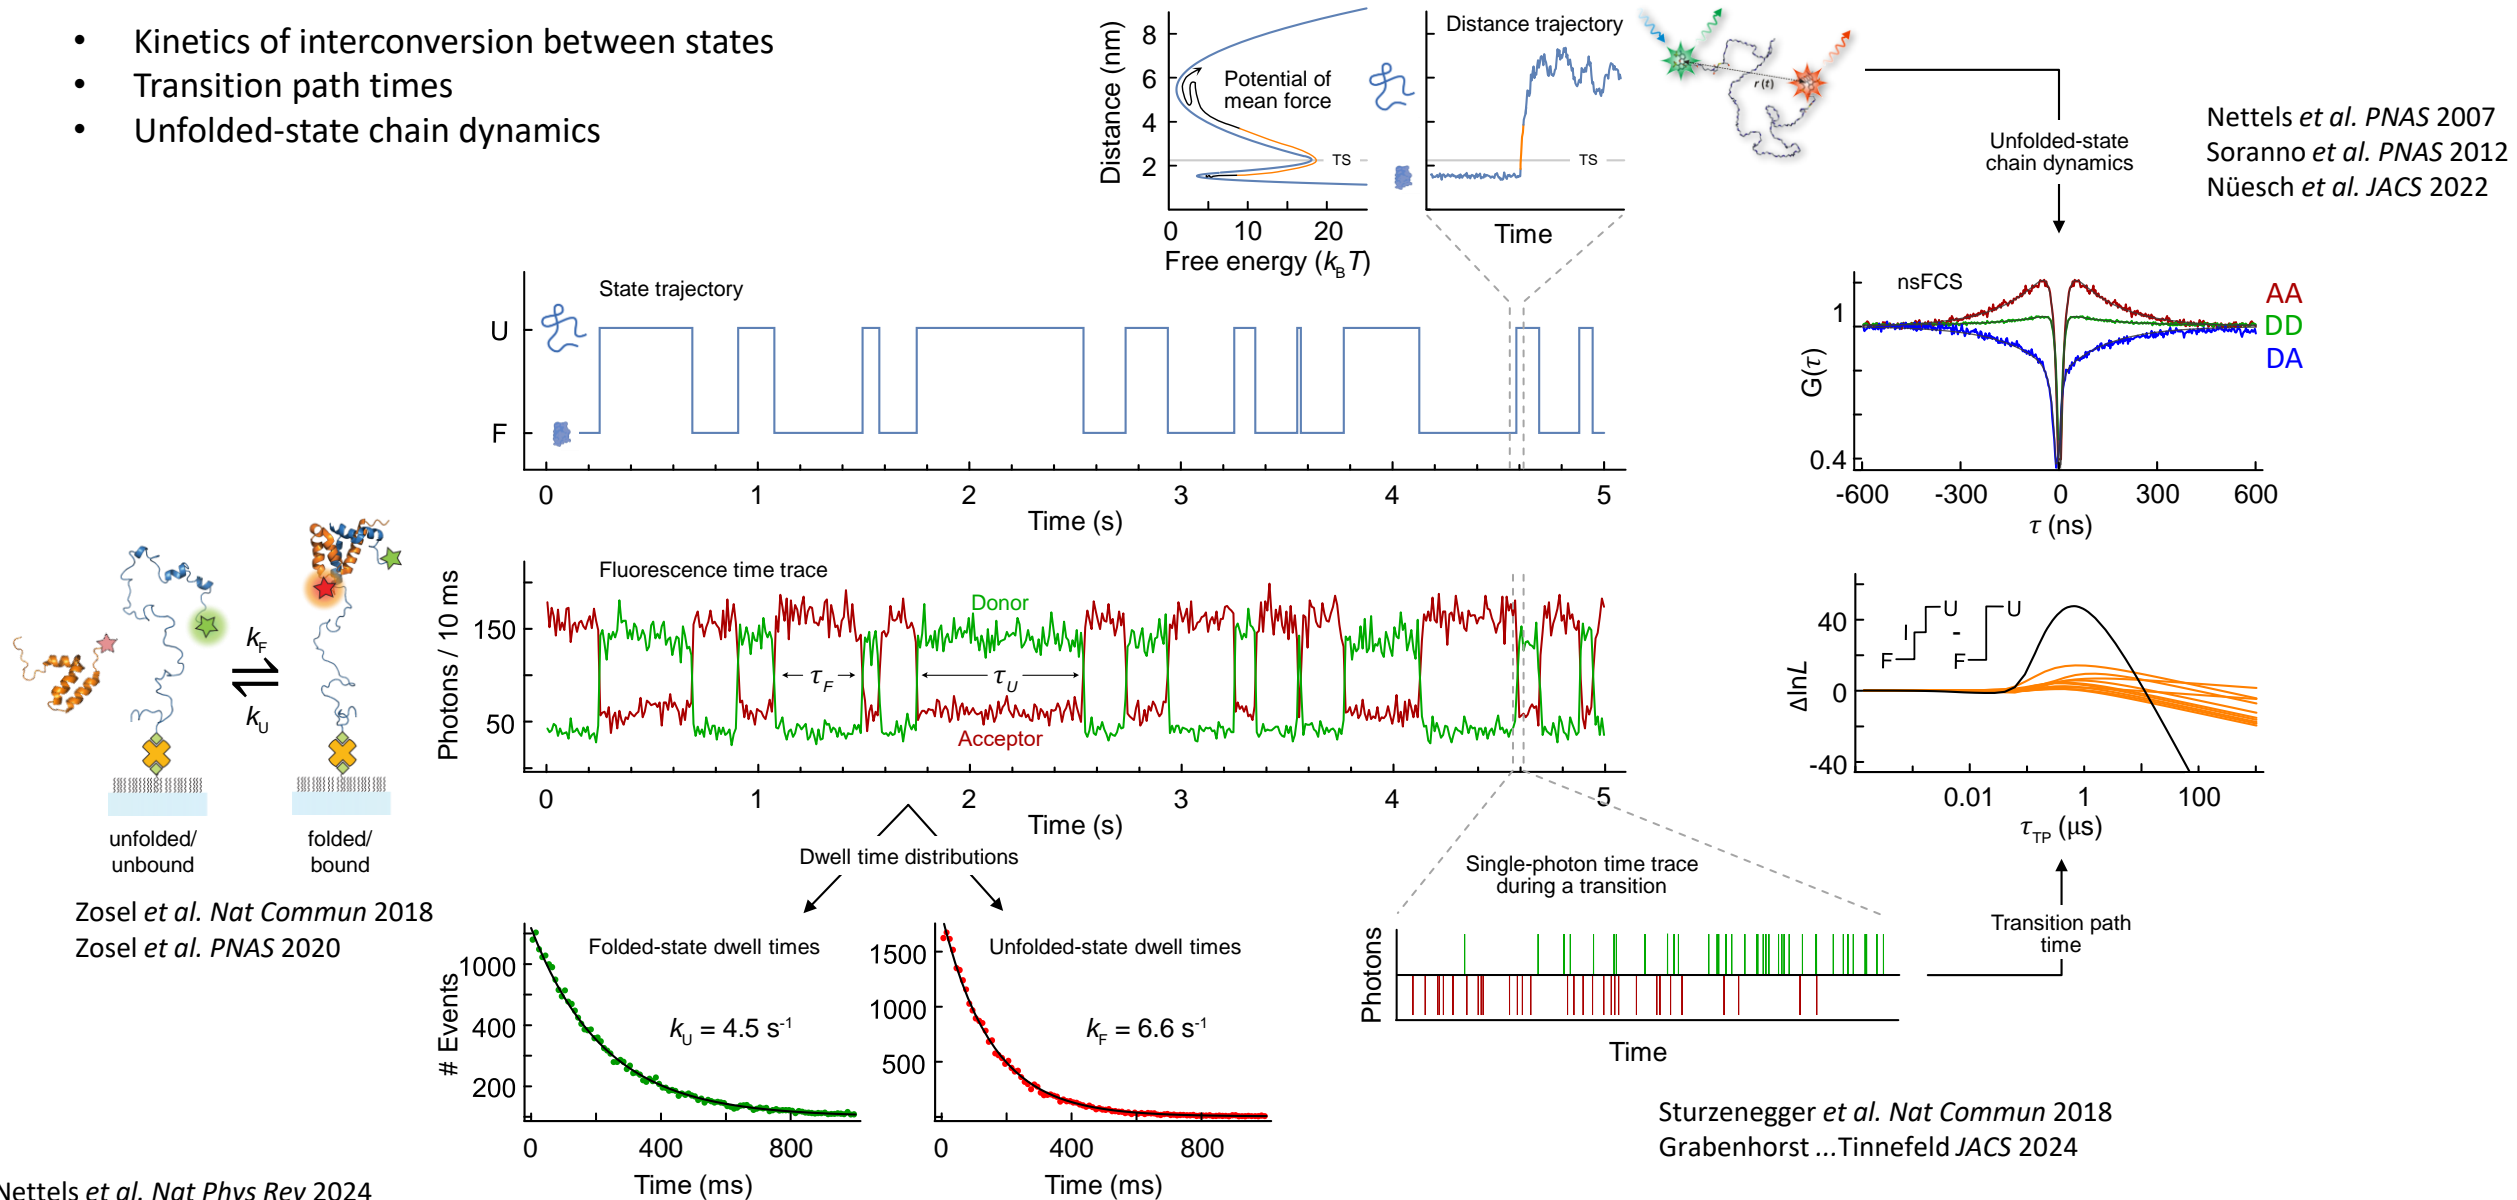 • Kinetics of interconversion between states
• Transition path times
• Unfolded-state chain dynamics
Distance (nm)
8
6
4
2
Potential of
mean force
TS
0
10
20
Free energy (kBT)
Distance trajectory
TS
Time
r(t)
Unfolded-state
chain dynamics
Nettels et al. PNAS 2007
Soranno et al. PNAS 2012
Nüesch et al. JACS 2022
State trajectory
U
F
0
1
2
3
4
5
Time (s)
nsFCS
AA
DD
DA
G(τ)
1
0.4
-600
-300
0
300
600
τ (ns)
kF
kU
unfolded/
unbound
folded/
bound
Zosel et al. Nat Commun 2018
Zosel et al. PNAS 2020
Fluorescence time trace
Photons / 10 ms
150
50
Donor
τF
τU
Acceptor
0
1
2
3
4
5
Time (s)
ΔlnL
40
0
-40
F
I
U
-
F
U
0.01
1
100
τTP (µs)
Dwell time distributions
# Events
1000
400
200
Folded-state dwell times
kU = 4.5 s-1
0
400
800
Time (ms)
1500
1000
500
Unfolded-state dwell times
kF = 6.6 s-1
0
400
800
Time (ms)
Single-photon time trace
during a transition
Photons
Time
Transition path
time
Sturzenegger et al. Nat Commun 2018
Grabenhorst ...Tinnefeld JACS 2024
Nettels et al. Nat Phys Rev 2024